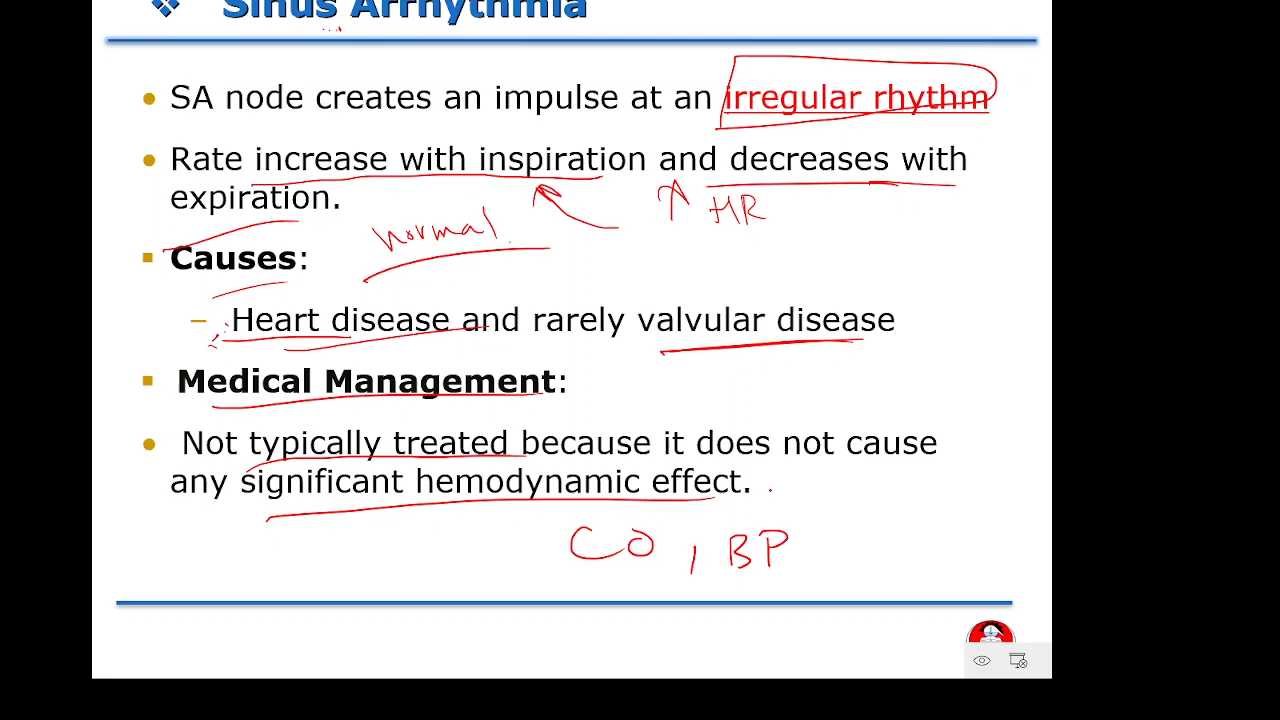 ❖ Sinus Arrhythmia
• SA node creates an impulse at an irregular rhythm
• Rate increase with inspiration and decreases with
expiration.
HR
normal
▪ Causes:
– Heart disease and rarely valvular disease
▪ Medical Management:
• Not typically treated because it does not cause
any significant hemodynamic effect.
CO , BP